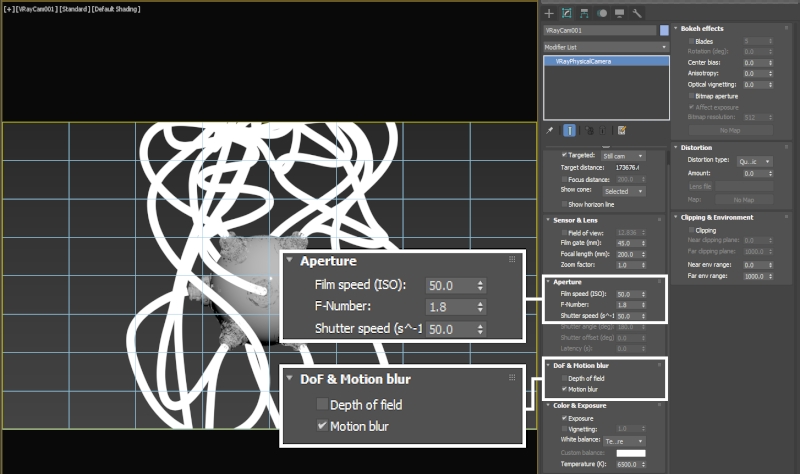 [+] [VRayCam001] [Standard] [Default Shading]
Aperture
Film speed (ISO): 50.0
F-Number: 1.8
Shutter speed (s^-1 50.0
DoF & Motion blur
Depth of field
Motion blur
VRayCam001
Modifier List
VRayPhysicalCamera
Targeted: Still cam
Target distance: 173676.
Focus distance: 200.0
Show cone: Selected
Show horizon line
Sensor & Lens
Field of view: 12.836
Film gate (mm): 45.0
Focal length (mm): 200.0
Zoom factor: 1.0
Aperture
Film speed (ISO): 50.0
F-Number: 1.8
Shutter speed (s^-1 50.0
Shutter angle (deg) 180.0
Shutter offset (deg) 0.0
Latency (s): 0.0
DoF & Motion blur
Depth of field
Motion blur
Color & Exposure
Exposure
Vignetting: 1.0
White balance: Te...re
Custom balance:
Temperature (K): 6500.0
Bokeh effects
Blades 5
Rotation (deg): 0.0
Center bias: 0.0
Anisotropy: 0.0
Optical vignetting: 0.0
Bitmap aperture
Affect exposure
Bitmap resolution: 512
No Map
Distortion
Distortion type: Qu...ic
Amount: 0.0
Lens file
Map: No Map
Clipping & Environment
Clipping
Near clipping plane: 0.0
Far clipping plane: 1000.0
Near env range: 0.0
Far env range: 1000.0